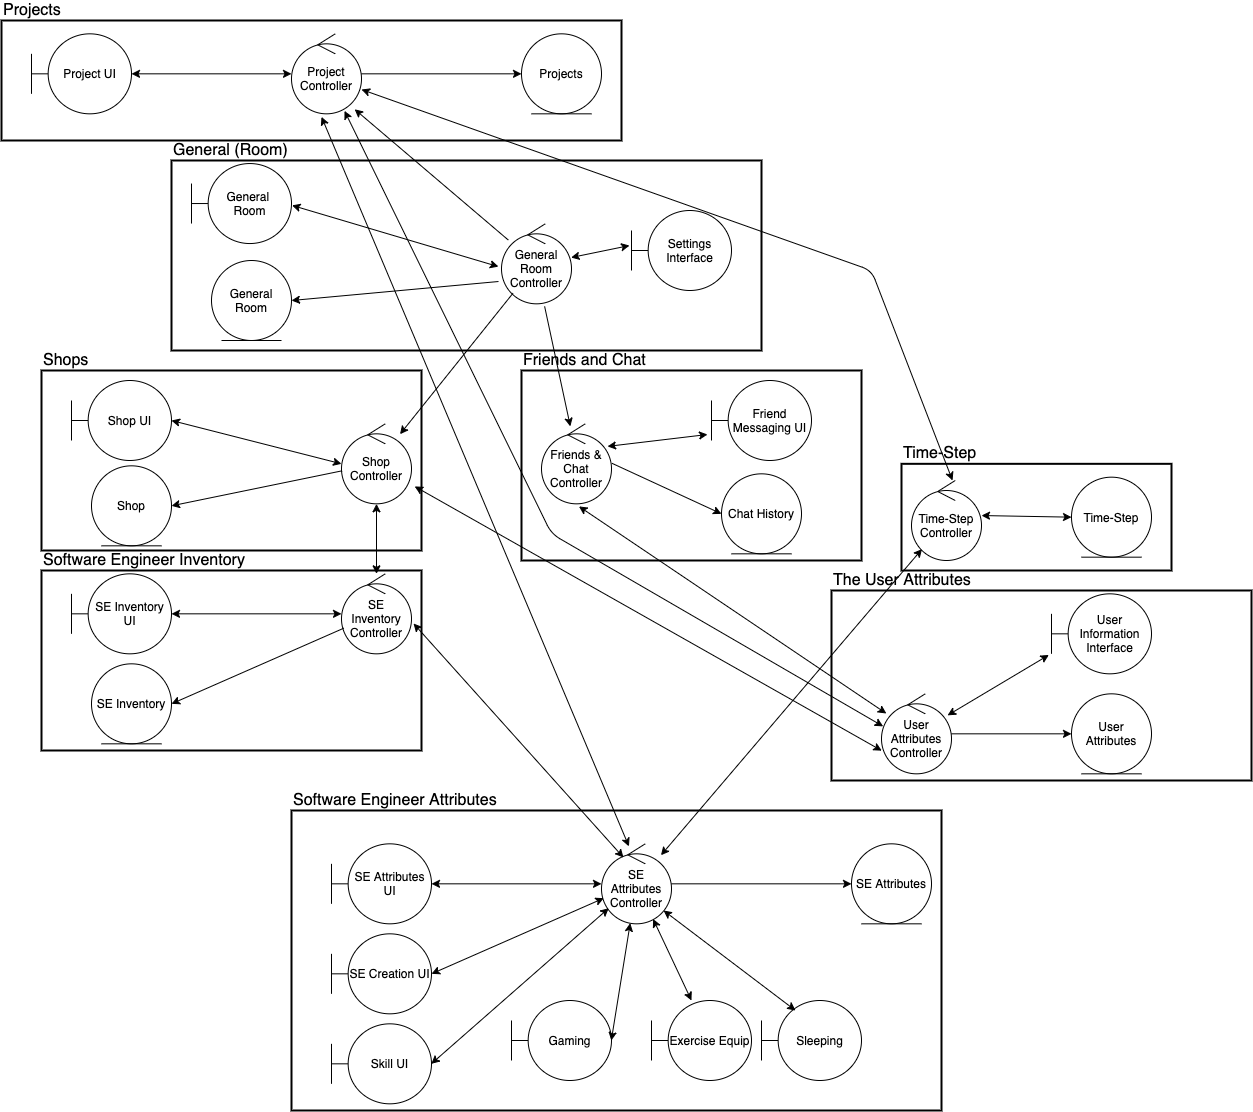 Projects
Project UI
Project
Controller
Projects
General (Room)
General
Room
General
Room
Controller
Settings
Interface
General
Room
Shops
Shop UI
Shop
Controller
Shop
Friends and Chat
Friend
Messaging UI
Friends &
Chat
Controller
Chat History
Time-Step
Time-Step
Controller
Time-Step
Software Engineer Inventory
SE Inventory
UI
SE
Inventory
Controller
SE Inventory
The User Attributes
User
Information
Interface
User
Attributes
Controller
User
Attributes
Software Engineer Attributes
SE Attributes
UI
SE
Attributes
Controller
SE Attributes
SE Creation UI
Skill UI
Gaming
Exercise Equip
Sleeping